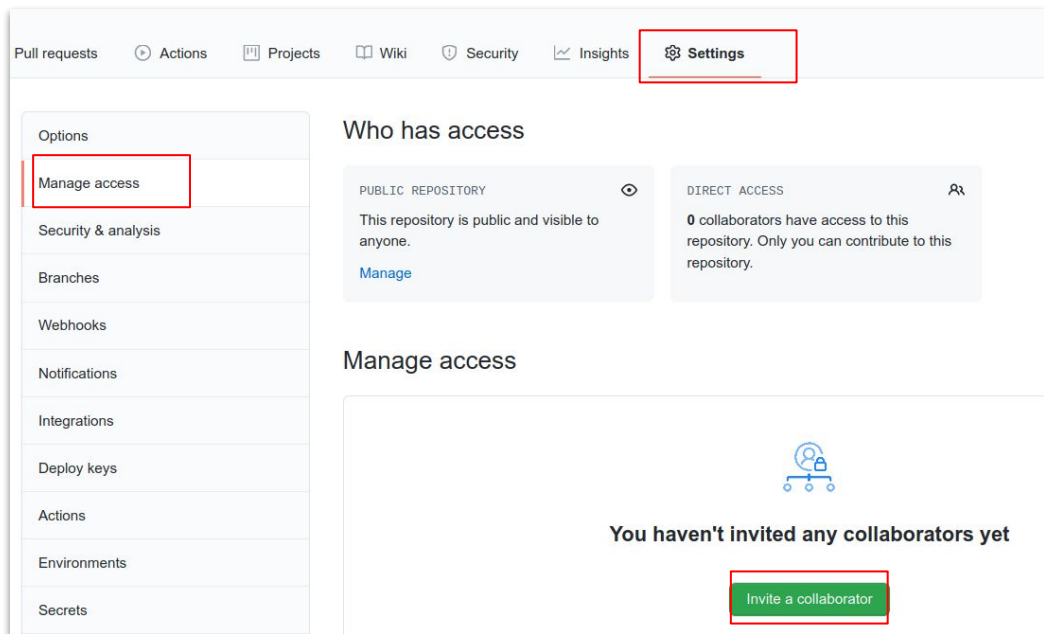 Pull requests Actions Projects Wiki Security Insights Settings
Options
Manage access
Security & analysis
Branches
Webhooks
Notifications
Integrations
Deploy keys
Actions
Environments
Secrets
Who has access
PUBLIC REPOSITORY
This repository is public and visible to
anyone.
Manage
DIRECT ACCESS
0 collaborators have access to this
repository. Only you can contribute to this
repository.
Manage access
You haven't invited any collaborators yet
Invite a collaborator